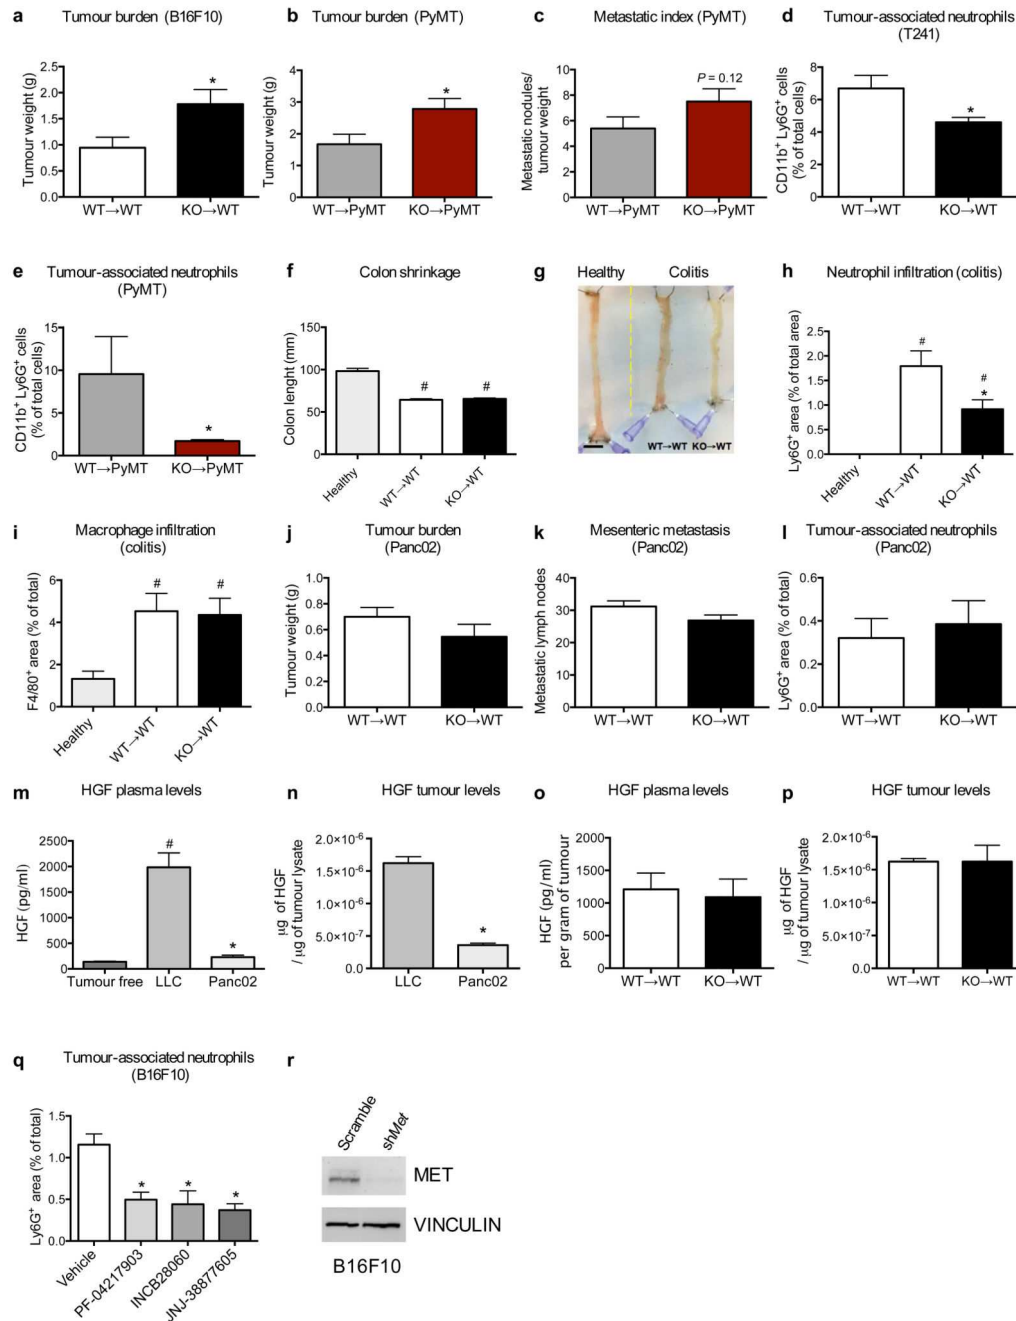 a Tumour burden (B16F10)
Tumour weight (g)
2.5
2.0
1.5
1.0
0.5
0.0
*
WT→WT KO→WT
b Tumour burden (PyMT)
Tumour weight (g)
4
3
2
1
0
*
WT→PyMT KO→PyMT
c Metastatic index (PyMT)
Metastatic nodules/
tumour weight
10
8
6
4
2
0
P = 0.12
WT→PyMT KO→PyMT
d Tumour-associated neutrophils
(T241)
CD11b⁺ Ly6G⁺ cells
(% of total cells)
8
6
4
2
0
*
WT→WT KO→WT
e Tumour-associated neutrophils
(PyMT)
CD11b⁺ Ly6G⁺ cells
(% of total cells)
15
10
5
0
*
WT→PyMT KO→PyMT
f Colon shrinkage
Colon lenght (mm)
150
100
50
0
# #
Healthy
WT→WT
KO→WT
g Healthy Colitis
WT→WT KO→WT
h Neutrophil infiltration (colitis)
Ly6G⁺ area (% of total area)
2.5
2.0
1.5
1.0
0.5
0.0
#
#
*
Healthy
WT→WT
KO→WT
i Macrophage infiltration
(colitis)
F4/80⁺ area (% of total)
6
4
2
0
# #
Healthy
WT→WT
KO→WT
j Tumour burden
(Panc02)
Tumour weight (g)
1.0
0.8
0.6
0.4
0.2
0.0
WT→WT KO→WT
k Mesenteric metastasis
(Panc02)
Metastatic lymph nodes
40
30
20
10
0
WT→WT KO→WT
l Tumour-associated neutrophils
(Panc02)
Ly6G⁺ area (% of total)
0.6
0.4
0.2
0.0
WT→WT KO→WT
m HGF plasma levels
HGF (pg/ml)
2500
2000
1500
1000
500
0
#
*
Tumour free LLC Panc02
n HGF tumour levels
µg of HGF
/ µg of tumour lysate
2.0×10⁻⁶
1.5×10⁻⁶
1.0×10⁻⁶
5.0×10⁻⁷
0.0
*
LLC Panc02
o HGF plasma levels
HGF (pg/ml)
per gram of tumour
2000
1500
1000
500
0
WT→WT KO→WT
p HGF tumour levels
µg of HGF
/ µg of tumour lysate
2.0×10⁻⁶
1.5×10⁻⁶
1.0×10⁻⁶
5.0×10⁻⁷
0.0
WT→WT KO→WT
q Tumour-associated neutrophils
(B16F10)
Ly6G⁺ area (% of total)
1.5
1.0
0.5
0.0
* * *
Vehicle
PF-04217903
INCB28060
JNJ-38877605
r
Scramble
shMet
MET
VINCULIN
B16F10